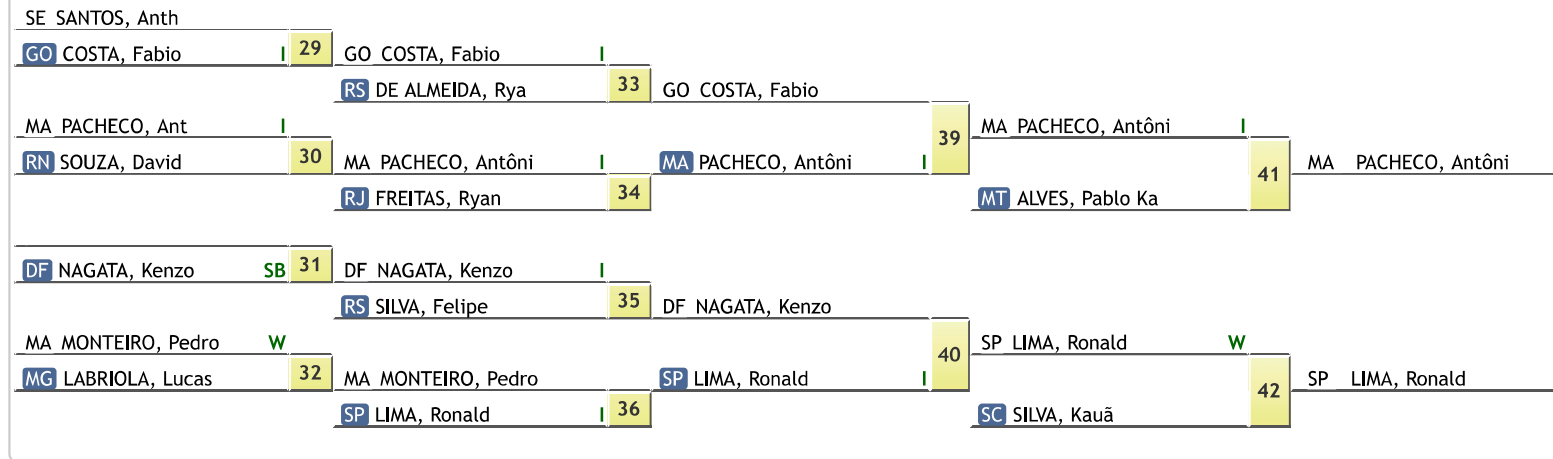 SE SANTOS, Anth
GO COSTA, Fabio I 29 GO COSTA, Fabio I
RS DE ALMEIDA, Rya 33 GO COSTA, Fabio
MA PACHECO, Ant I 39 MA PACHECO, Antôni I
RN SOUZA, David 30 MA PACHECO, Antôni I MA PACHECO, Antôni I 41 MA PACHECO, Antôni
RJ FREITAS, Ryan 34 MT ALVES, Pablo Ka
DF NAGATA, Kenzo SB 31 DF NAGATA, Kenzo I
RS SILVA, Felipe 35 DF NAGATA, Kenzo
MA MONTEIRO, Pedro W 40 SP LIMA, Ronald W
MG LABRIOLA, Lucas 32 MA MONTEIRO, Pedro SP LIMA, Ronald I 42 SP LIMA, Ronald
SP LIMA, Ronald I 36 SC SILVA, Kauã